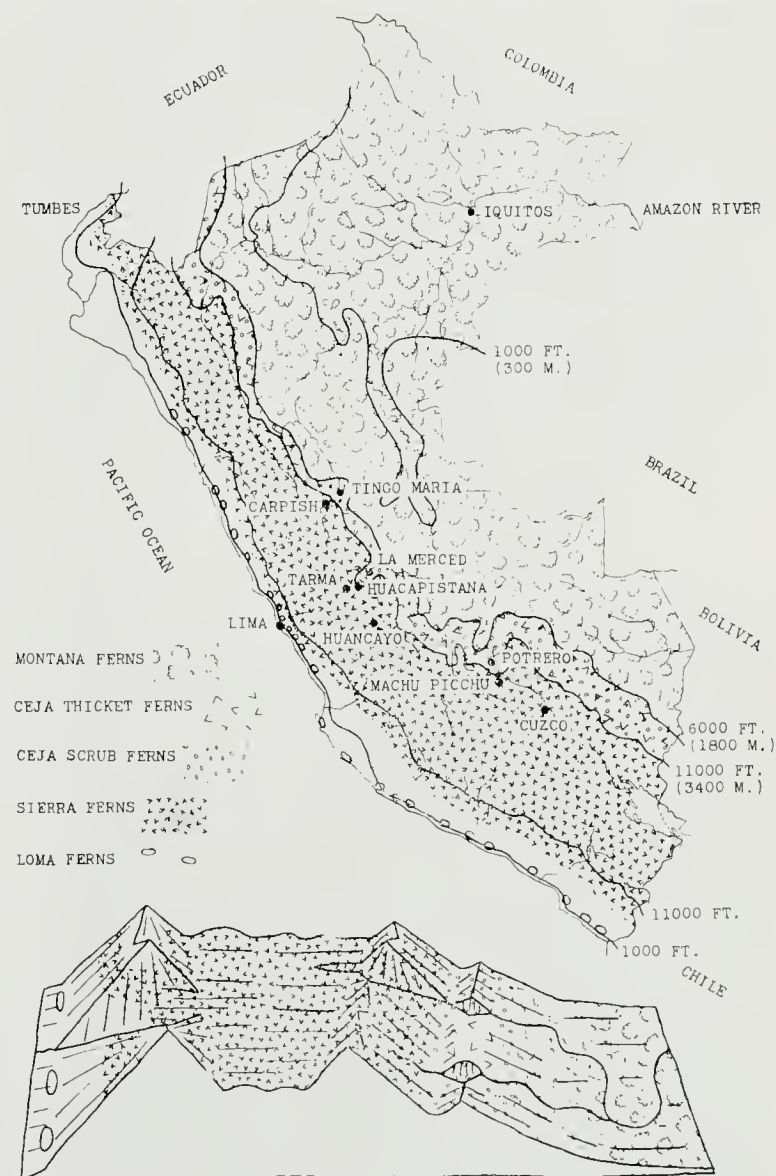 COLOMBIA
ECUADOR
TUMBES
IQUITOS
AMAZON RIVER
1000 FT.
(300 M.)
BRAZIL
PACIFIC OCEAN
TINGO MARIA
CARPISH
LA MERCED
TARMA
HUACAPISTANA
LIMA
HUANCAYO
BOLIVIA
POTRERO
MACHU PICCHU
CUZCO
MONTANA FERNS
CEJA THICKET FERNS
CEJA SCRUB FERNS
SIERRA FERNS
LOMA FERNS
6000 FT.
(1800 M.)
11000 FT.
(3400 M.)
11000 FT.
1000 FT.
CHILE